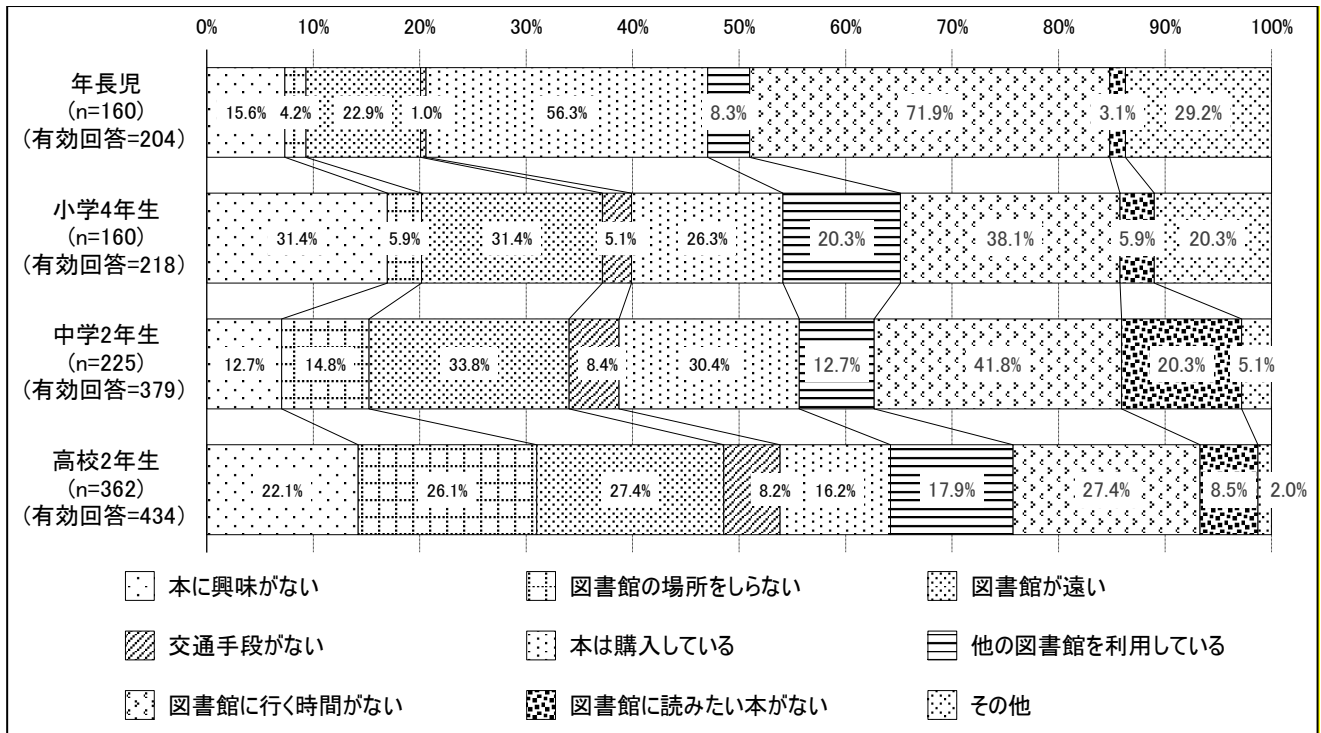 0% 10% 20% 30% 40% 50% 60% 70% 80% 90% 100%
年長児
(n=160)
(有効回答=204)
15.6% 4.2% 22.9% 1.0% 56.3% 8.3% 71.9% 3.1% 29.2%
小学4年生
(n=160)
(有効回答=218)
31.4% 5.9% 31.4% 5.1% 26.3% 20.3% 38.1% 5.9% 20.3%
中学2年生
(n=225)
(有効回答=379)
12.7% 14.8% 33.8% 8.4% 30.4% 12.7% 41.8% 20.3% 5.1%
高校2年生
(n=362)
(有効回答=434)
22.1% 26.1% 27.4% 8.2% 16.2% 17.9% 27.4% 8.5% 2.0%
本に興味がない 図書館の場所をしらない 図書館が遠い
交通手段がない 本は購入している 他の図書館を利用している
図書館に行く時間がない 図書館に読みたい本がない その他